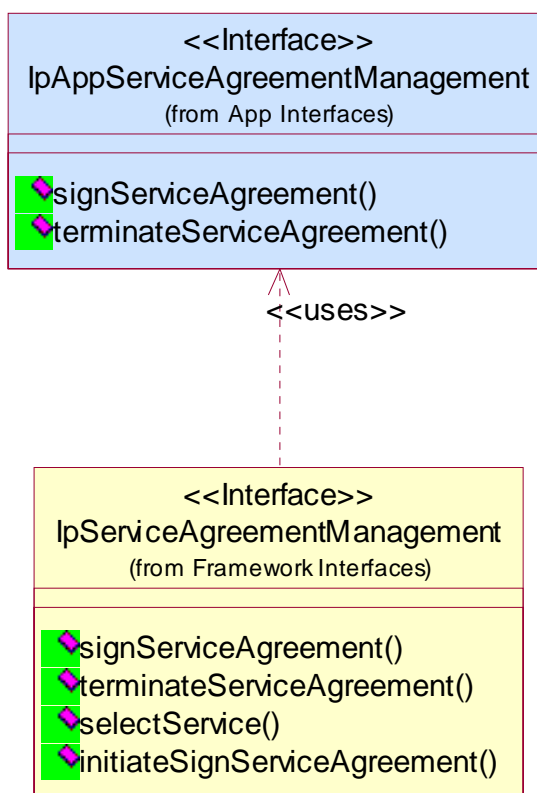 <<Interface>>
IpAppServiceAgreementManagement
(from App Interfaces)
signServiceAgreement()
terminateServiceAgreement()
<<uses>>
<<Interface>>
IpServiceAgreementManagement
(from Framework Interfaces)
signServiceAgreement()
terminateServiceAgreement()
selectService()
initiateSignServiceAgreement()